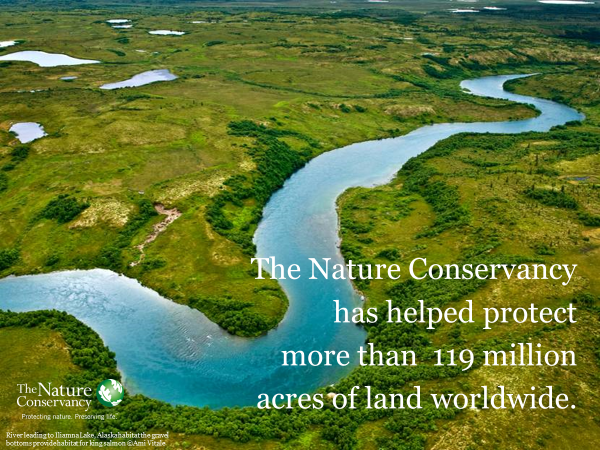 The Nature Conservancy
has helped protect
more than 119 million
acres of land worldwide.
The Nature
Conservancy
Protecting nature. Preserving life.
River leading to Iliamna Lake, Alaska habitat the gravel
bottoms provide habitat for king salmon ©Ami Vitale